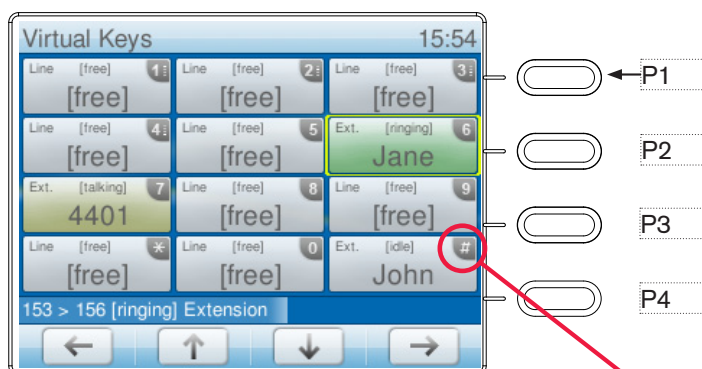 Virtual Keys 15:54
Line [free] 1 Line [free] 2 Line [free] 3
[free] [free] [free]
Line [free] 4 Line [free] 5 Ext. [ringing] 6
[free] [free] Jane
Ext. [talking] 7 Line [free] 8 Line [free] 9
4401 [free] [free]
Line [free] * Line [free] 0 Ext. [idle] #
[free] [free] John
153 > 156 [ringing] Extension
← ↑ ↓ →
P1
P2
P3
P4